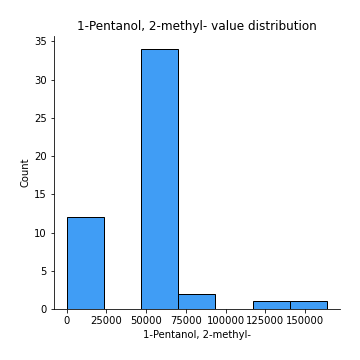 1-Pentanol, 2-methyl- value distribution
35
30
25
20
15
10
5
0
Count
0 25000 50000 75000 100000 125000 150000
1-Pentanol, 2-methyl-